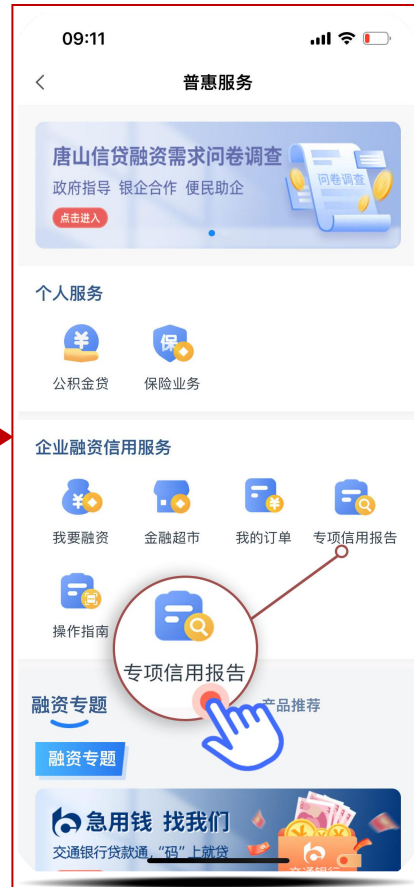 09:11
普惠服务
唐山信贷融资需求问卷调查
政府指导 银企合作 便民助企
问卷调查
点击进入
个人服务
公积金贷 保险业务
企业融资信用服务
我要融资 金融超市 我的订单 专项信用报告
操作指南
专项信用报告
融资专题 产品推荐
融资专题
急用钱 找我们
交通银行贷款通,“码”上就贷